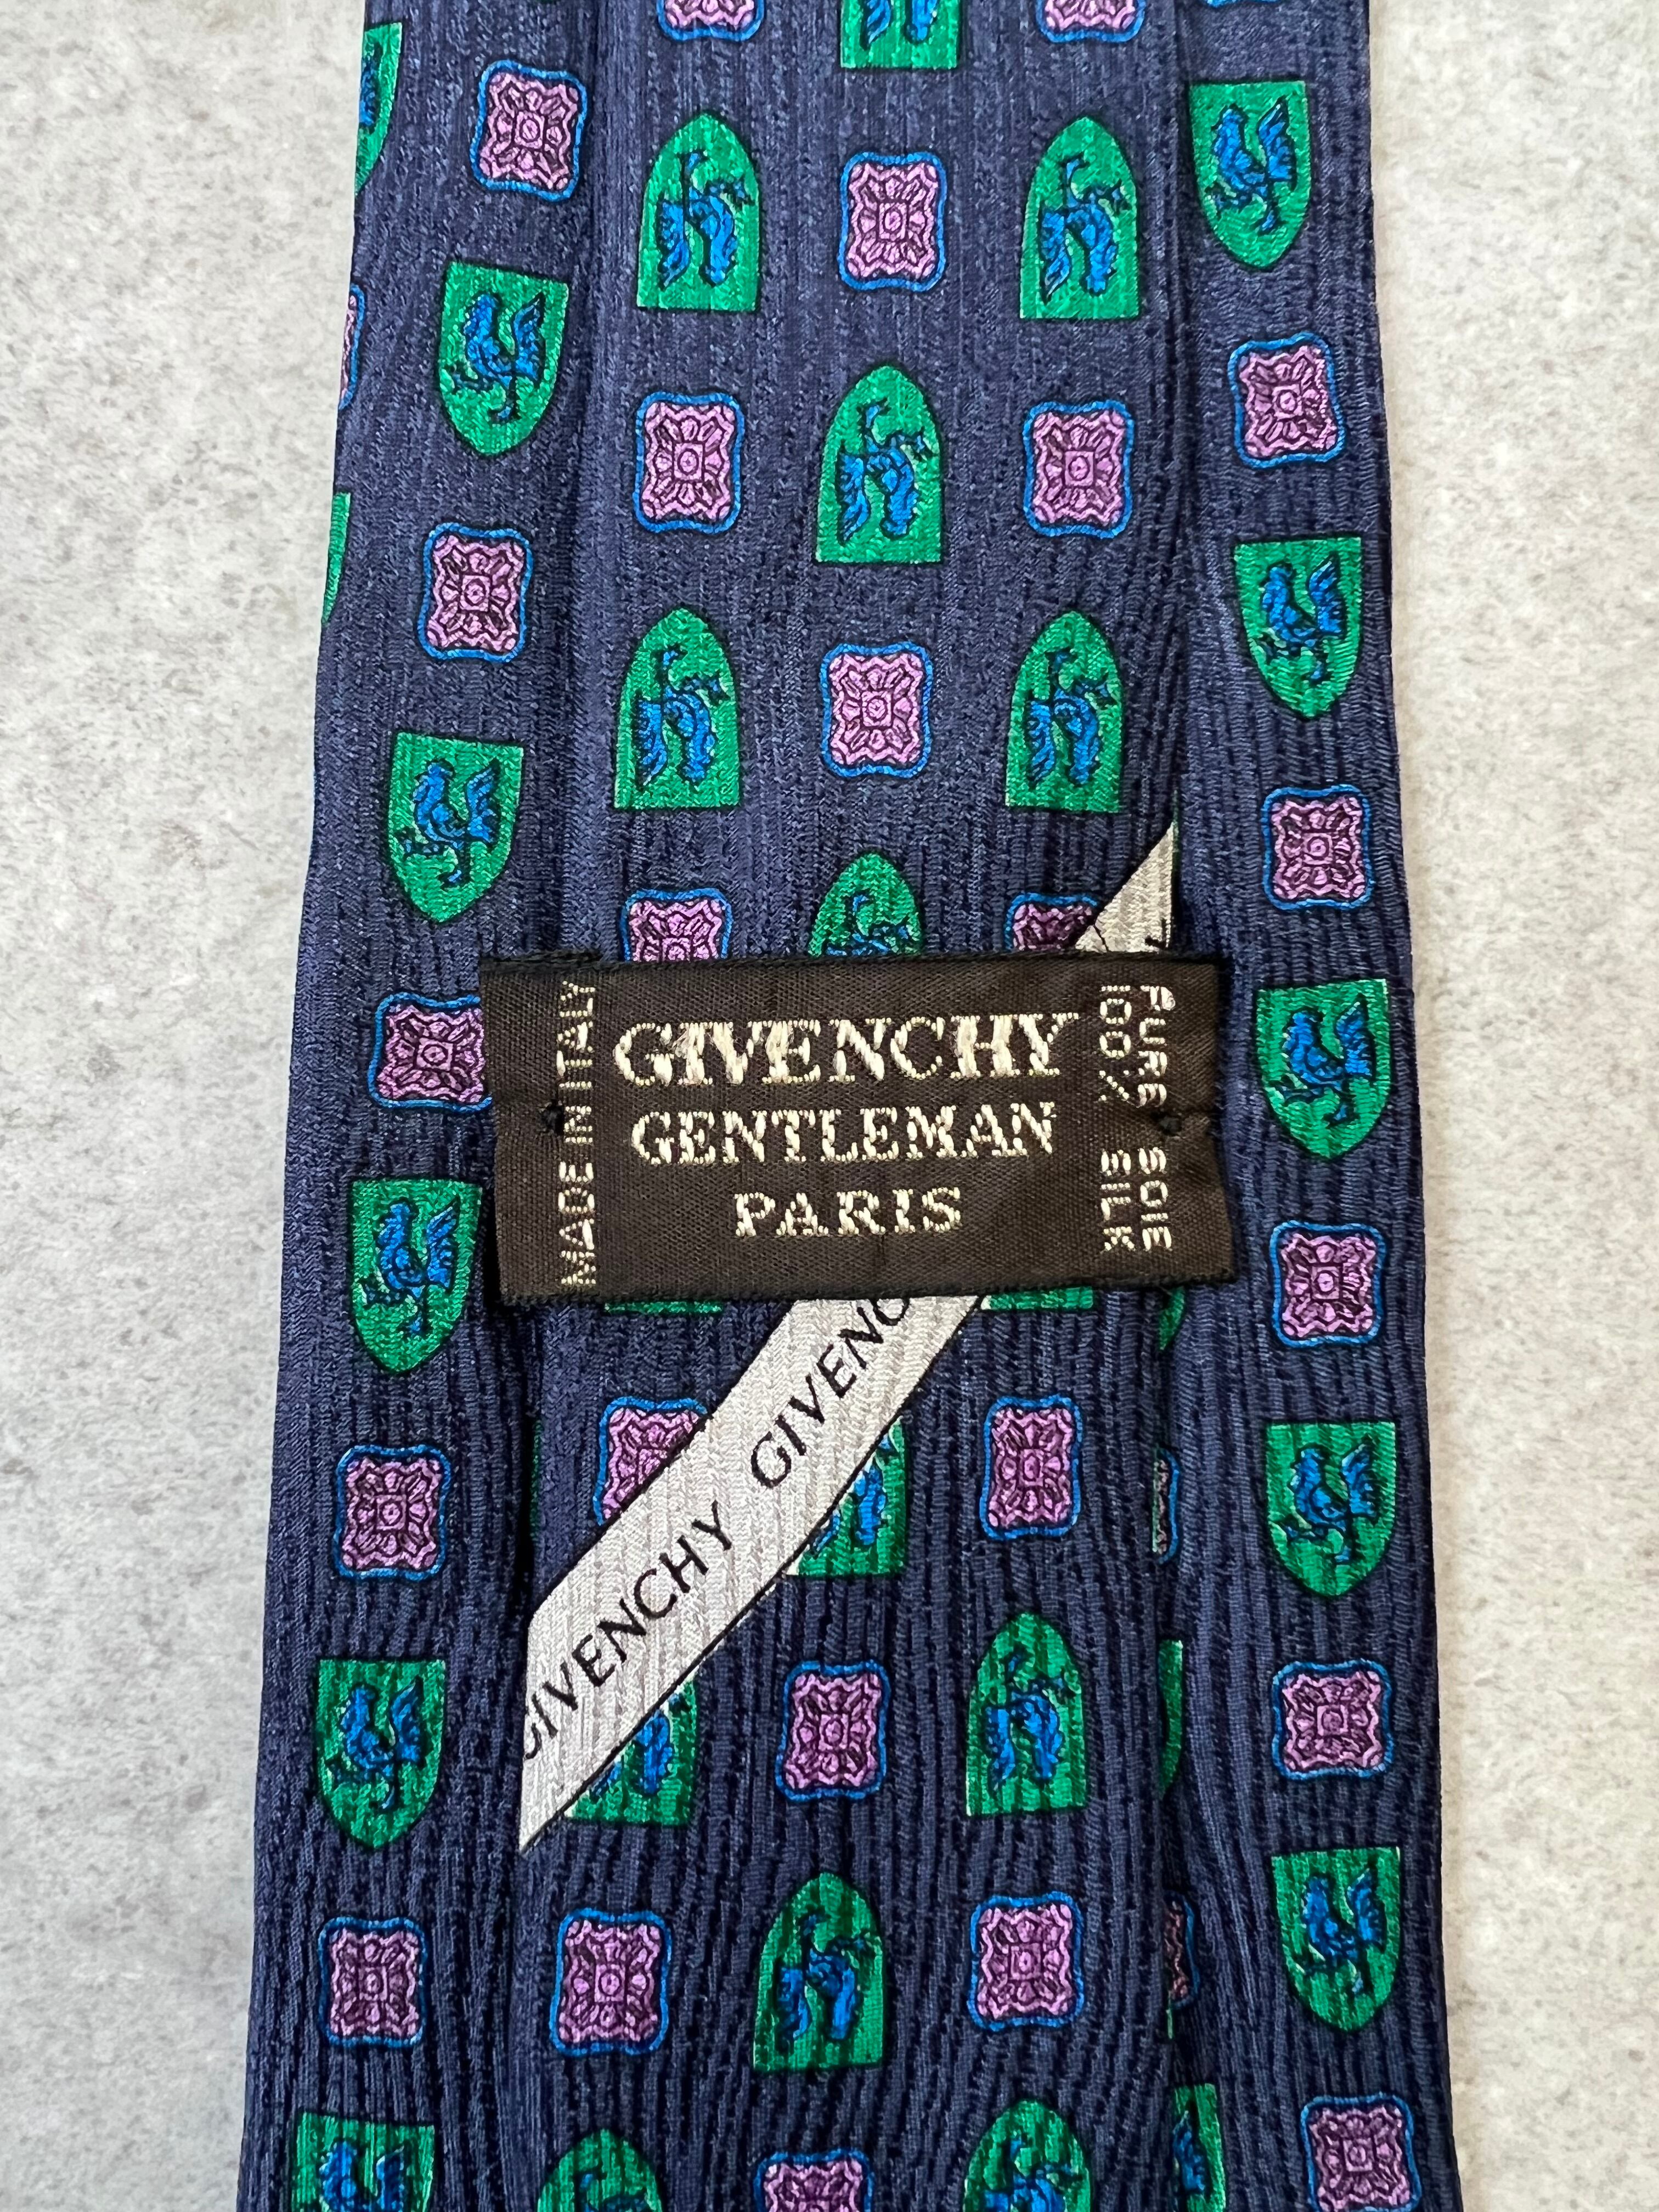 MADE IN ITALY
GIVENCHY
GENTLEMAN
PARIS
PURE SOIE
100% SILK
GIVENCHY GIVENC